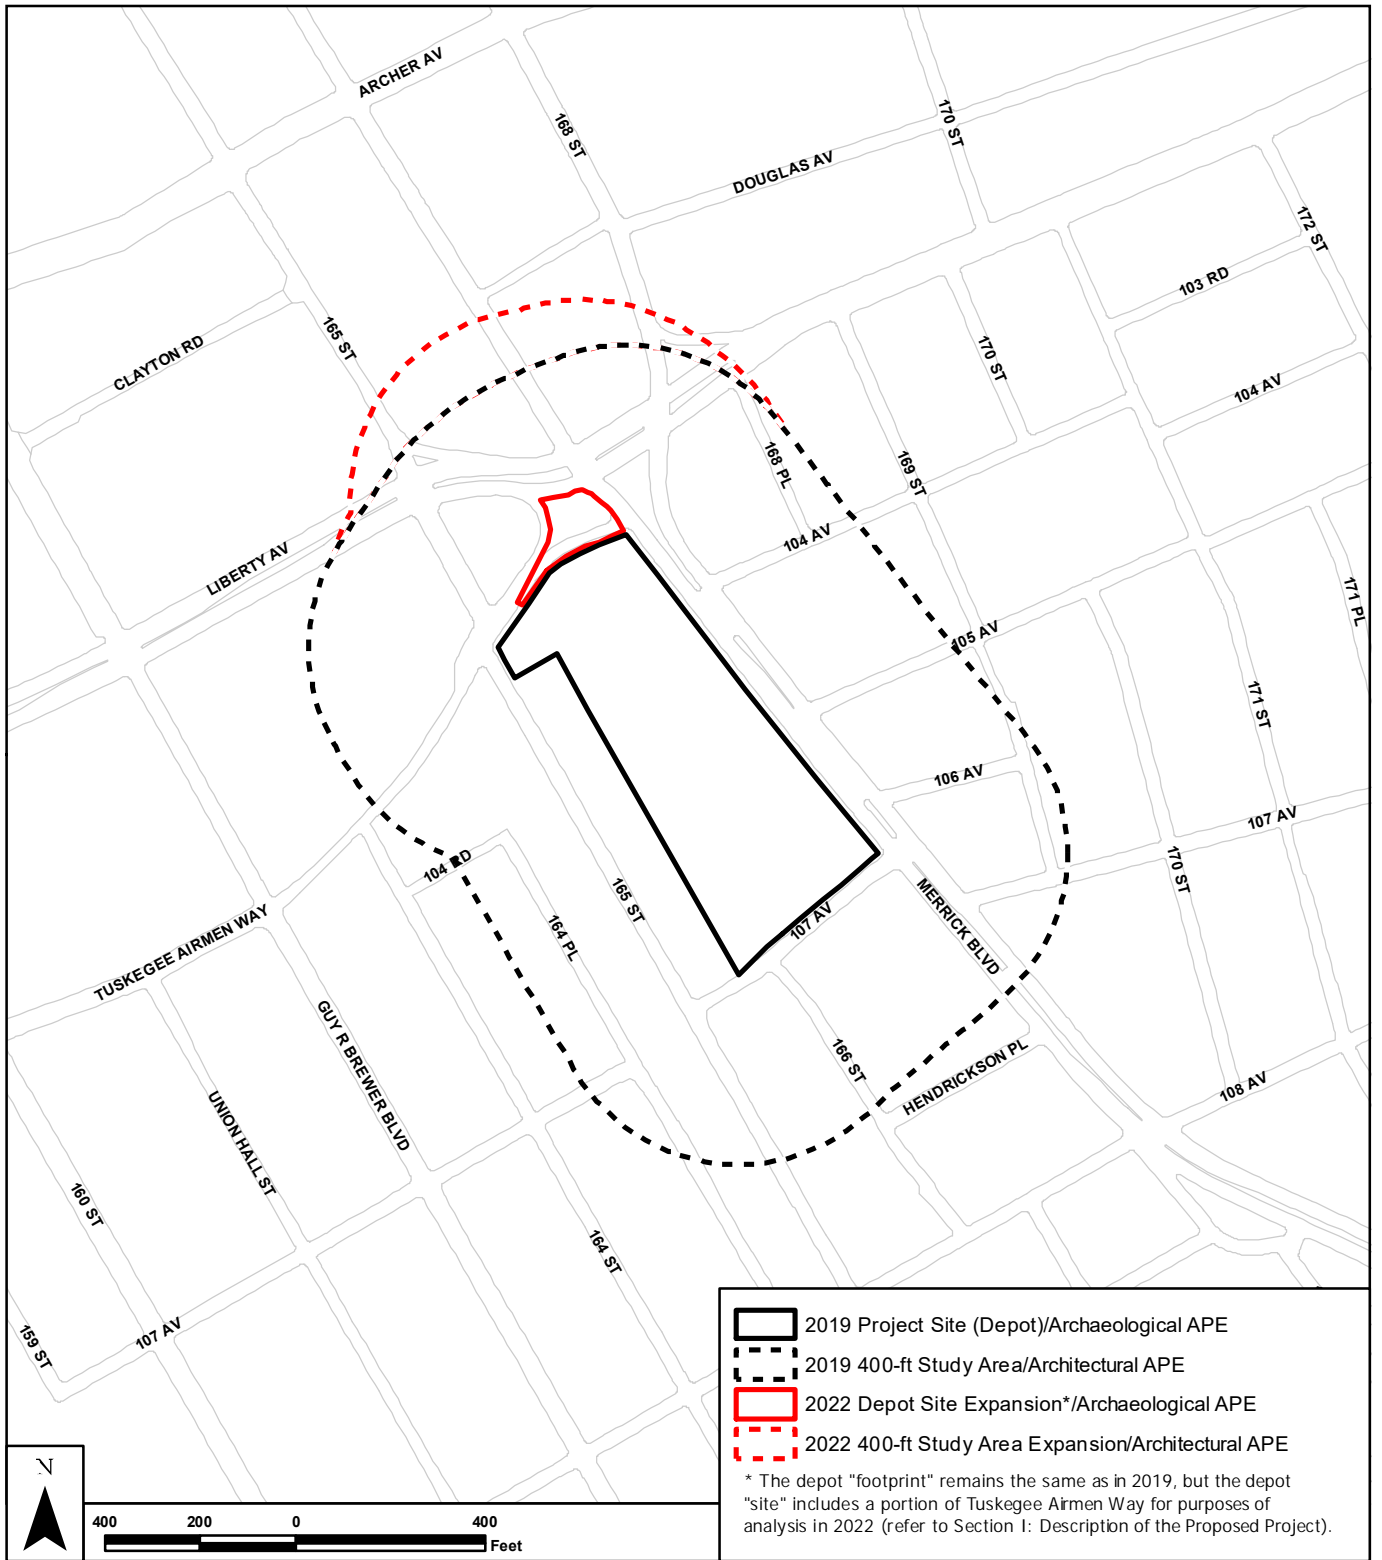 ARCHER AV
168 ST
170 ST
DOUGLAS AV
172 ST
103 RD
165 ST
CLAYTON RD
170 ST
104 AV
168 PL
169 ST
104 AV
LIBERTY AV
171 PL
105 AV
171 ST
106 AV
107 AV
104 RD
170 ST
165 ST
MERRICK BLVD
107 AV
164 PL
TUSKEGEE AIRMEN WAY
GUY R BREWER BLVD
166 ST
HENDRICKSON PL
108 AV
UNION HALL ST
160 ST
164 ST
159 ST
107 AV
2019 Project Site (Depot)/Archaeological APE
2019 400-ft Study Area/Architectural APE
2022 Depot Site Expansion*/Archaeological APE
2022 400-ft Study Area Expansion/Architectural APE
* The depot "footprint" remains the same as in 2019, but the depot
"site" includes a portion of Tuskegee Airmen Way for purposes of
analysis in 2022 (refer to Section I: Description of the Proposed Project).
N
400 200 0 400
Feet